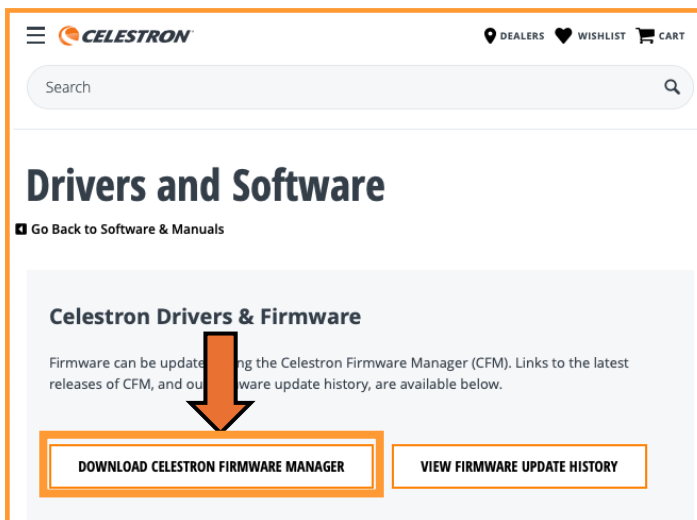 CELESTRON
DEALERS WISHLIST CART
Search
Drivers and Software
Go Back to Software & Manuals
Celestron Drivers & Firmware
Firmware can be update ng the Celestron Firmware Manager (CFM). Links to the latest
releases of CFM, and ou ware update history, are available below.
DOWNLOAD CELESTRON FIRMWARE MANAGER
VIEW FIRMWARE UPDATE HISTORY